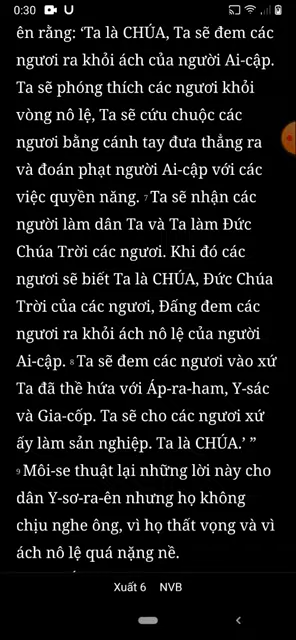 0:30
ên rằng: ‘Ta là CHÚA, Ta sẽ đem các
ngươi ra khỏi ách của người Ai-cập.
Ta sẽ phóng thích các ngươi khỏi
vòng nô lệ, Ta sẽ cứu chuộc các
ngươi bằng cánh tay đưa thẳng ra
và đoán phạt người Ai-cập với các
việc quyền năng. 7 Ta sẽ nhận các
người làm dân Ta và Ta làm Đức
Chúa Trời các ngươi. Khi đó các
ngươi sẽ biết Ta là CHÚA, Đức Chúa
Trời của các ngươi, Đấng đem các
ngươi ra khỏi ách nô lệ của người
Ai-cập. 8 Ta sẽ đem các ngươi vào xứ
Ta đã thề hứa với Áp-ra-ham, Y-sác
và Gia-cốp. Ta sẽ cho các ngươi xứ
ấy làm sản nghiệp. Ta là CHÚA.’ ”
9 Môi-se thuật lại những lời này cho
dân Y-sơ-ra-ên nhưng họ không
chịu nghe ông, vì họ thất vọng và vì
ách nô lệ quá nặng nề.
Xuất 6 NVB